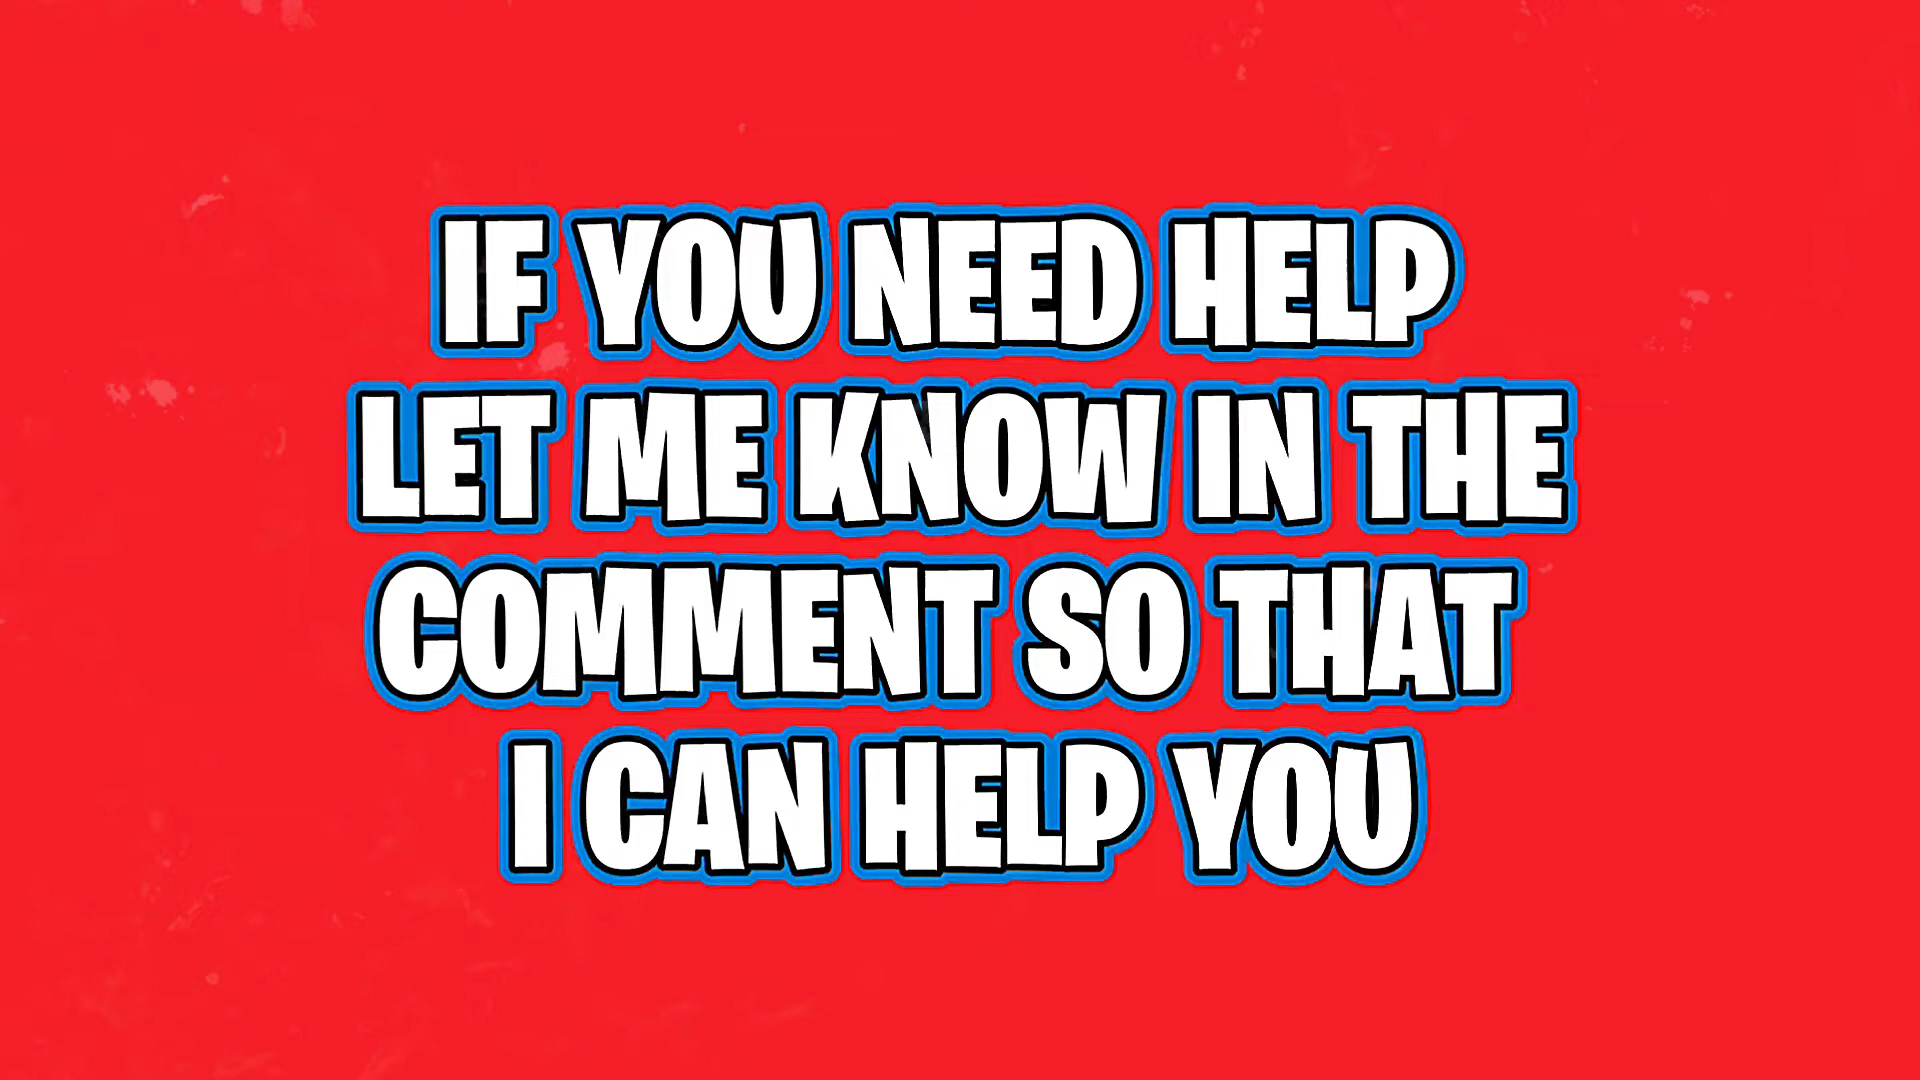 IF YOU NEED HELP
LET ME KNOW IN THE
COMMENT SO THAT
I CAN HELP YOU